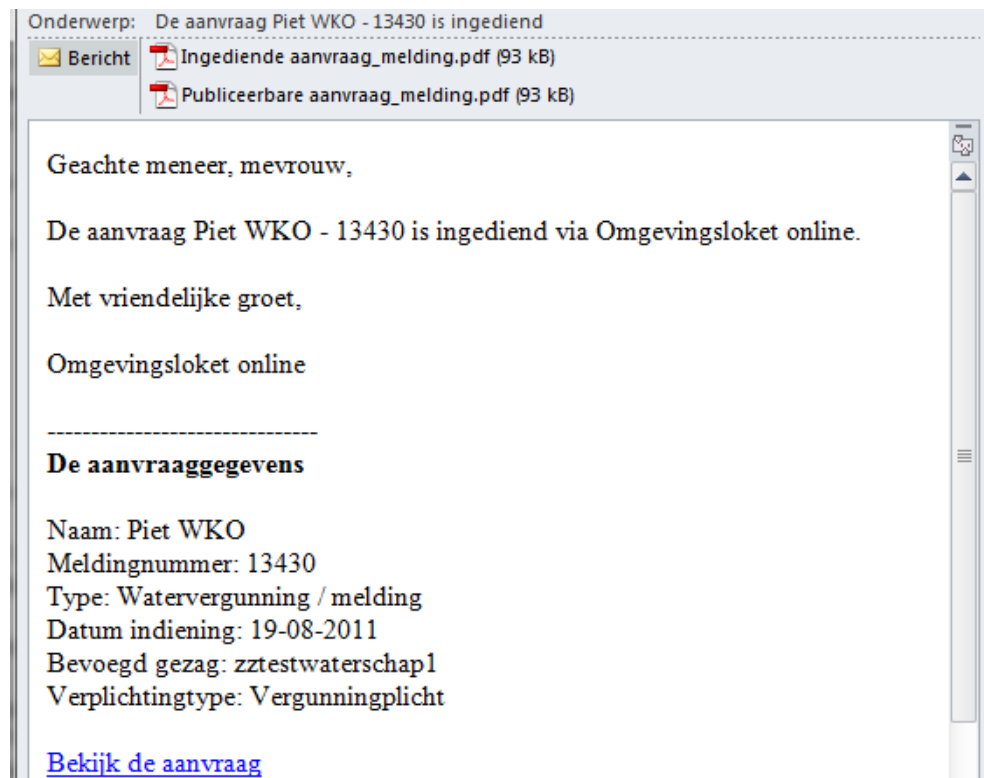 Onderwerp: De aanvraag Piet WKO - 13430 is ingediend
Bericht Ingediende aanvraag_melding.pdf (93 kB)
Publiceerbare aanvraag_melding.pdf (93 kB)
Geachte meneer, mevrouw,
De aanvraag Piet WKO - 13430 is ingediend via Omgevingsloket online.
Met vriendelijke groet,
Omgevingsloket online
-------------------------------
De aanvraaggegevens
Naam: Piet WKO
Meldingnummer: 13430
Type: Watervergunning / melding
Datum indiening: 19-08-2011
Bevoegd gezag: zztestwaterschap1
Verplichtingtype: Vergunningplicht
Bekijk de aanvraag